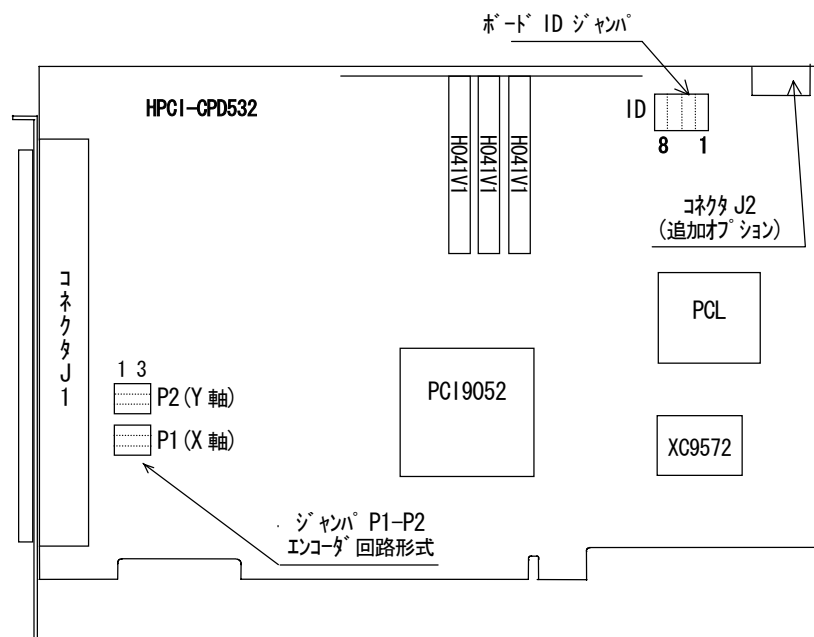 ボード ID ジャンパ
HPCI-CPD532
ID
8 1
H041V1
H041V1
H041V1
コネクタ J2
(追加オプション)
コネクタJ1
PCL
1 3
P2(Y 軸)
P1(X 軸)
PCI9052
XC9572
ジャンパ P1-P2
エンコーダ回路形式